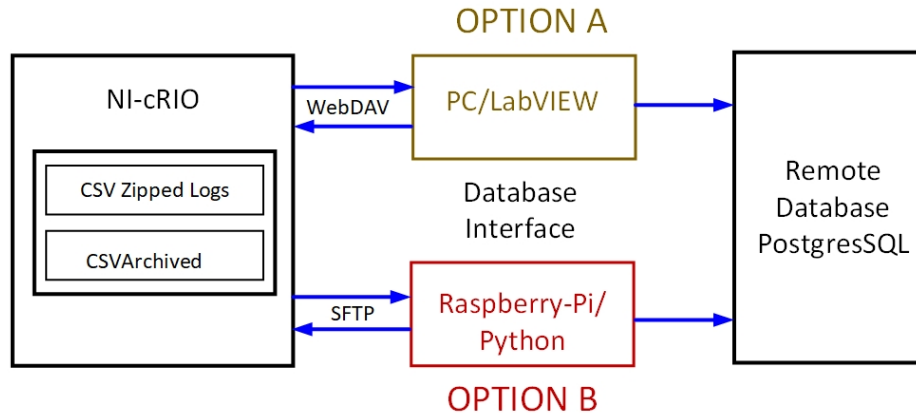 OPTION A
NI-cRIO
WebDAV
PC/LabVIEW
CSV Zipped Logs
CSVArchived
Database
Interface
Remote
Database
PostgresSQL
SFTP
Raspberry-Pi/
Python
OPTION B